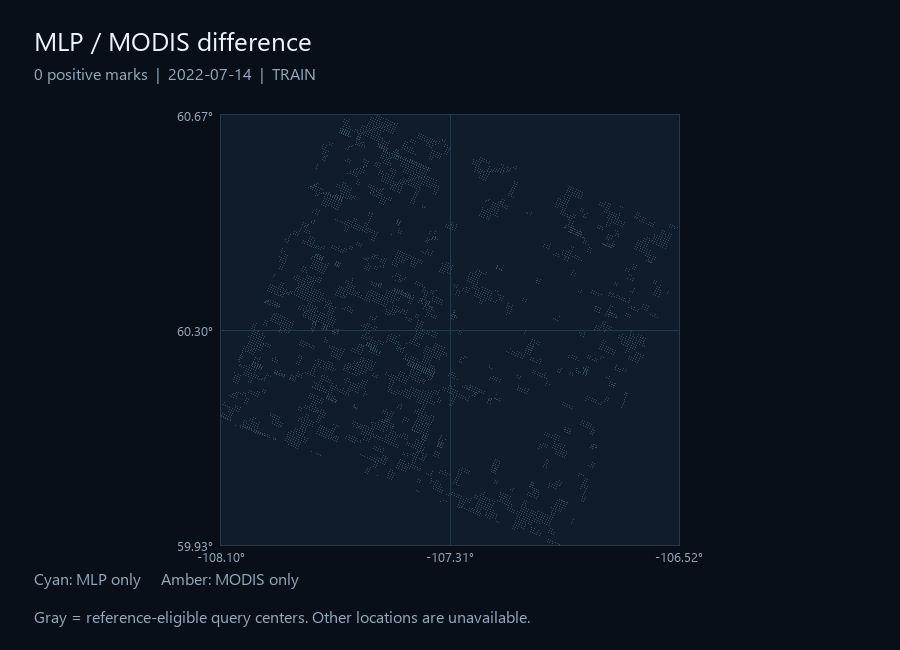 MLP / MODIS difference
0 positive marks | 2022-07-14 | TRAIN
60.67°
60.30°
59.93°
-108.10° -107.31° -106.52°
Cyan: MLP only Amber: MODIS only
Gray = reference-eligible query centers. Other locations are unavailable.